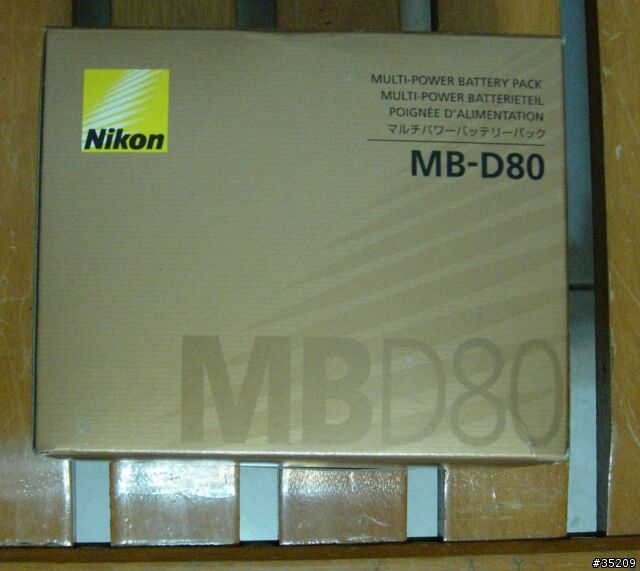 Nikon
MULTI-POWER BATTERY PACK
MULTI-POWER BATTERIETEIL
POIGNÉE D'ALIMENTATION
マルチパワーバッテリーパック
MB-D80
MBD80
#35209